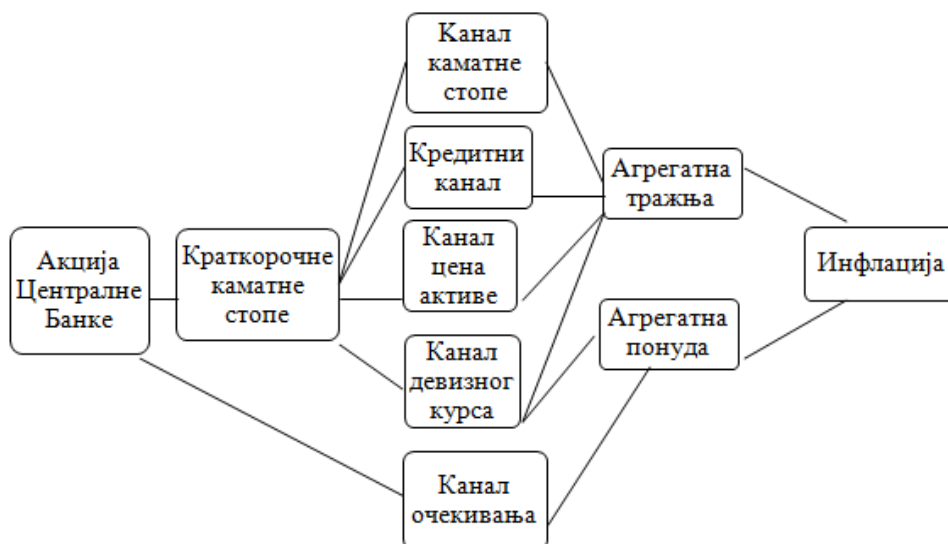 Канал
каматне
стопе
Кредитни
канал
Агрегатна
тражња
Акција
Централне
Банке
Краткорочне
каматне
стопе
Канал
цена
активе
Инфлација
Агрегатна
понуда
Канал
девизног
курса
Канал
очекивања